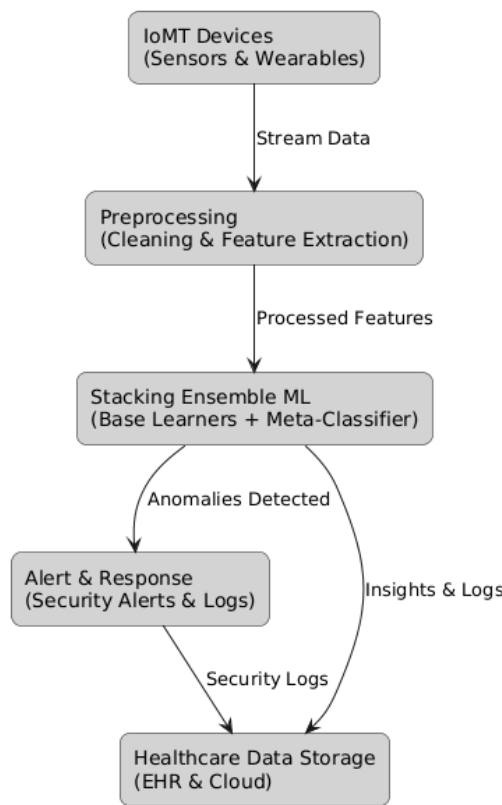 IoMT Devices
(Sensors & Wearables)
Stream Data
Preprocessing
(Cleaning & Feature Extraction)
Processed Features
Stacking Ensemble ML
(Base Learners + Meta-Classifier)
Anomalies Detected
Alert & Response
(Security Alerts & Logs)
Insights & Logs
Security Logs
Healthcare Data Storage
(EHR & Cloud)